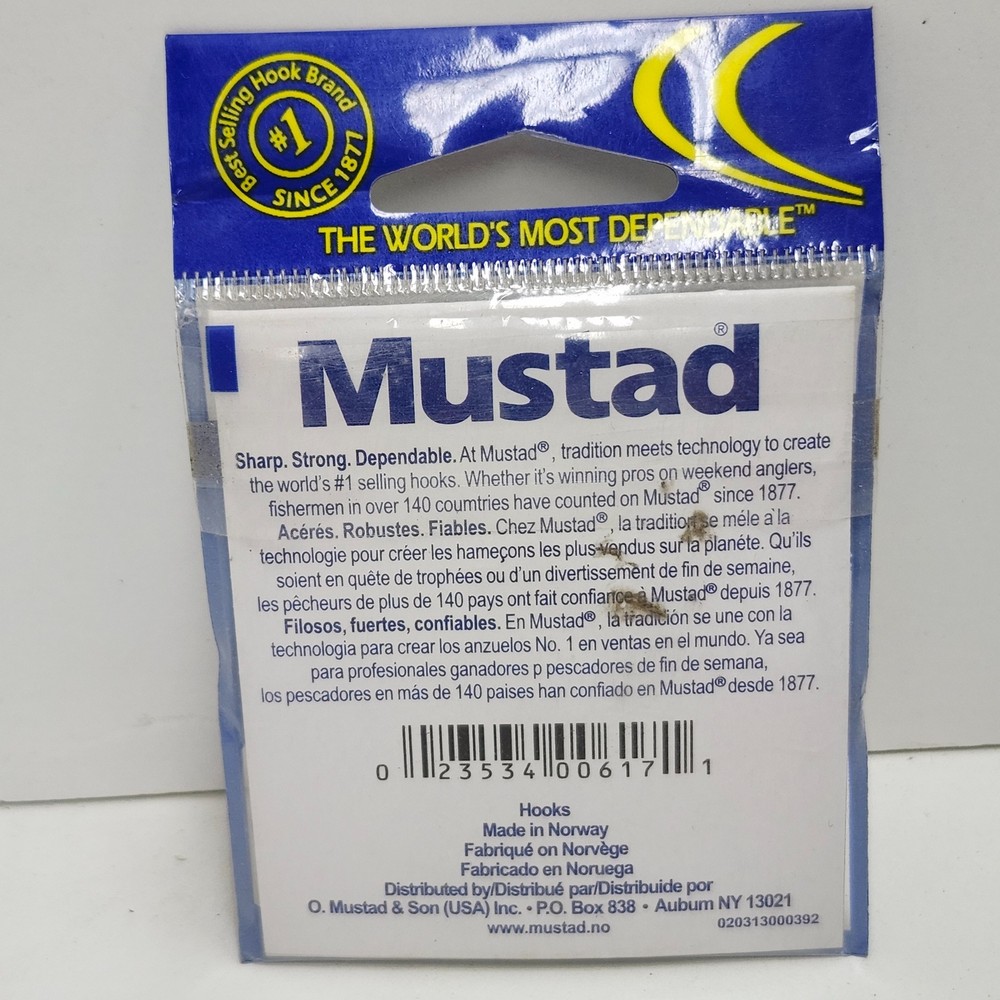 Best Selling Hook Brand
#1
SINCE 1877
THE WORLD'S MOST DEPENDABLE™
Mustad®
Sharp. Strong. Dependable. At Mustad®, tradition meets technology to create
the world's #1 selling hooks. Whether it's winning pros on weekend anglers,
fishermen in over 140 coumtries have counted on Mustad® since 1877.
Acérés. Robustes. Fiables. Chez Mustad®, la tradition se méle a`la
technologie pour créer les hameçons les plus vendus sur la planéte. Qu'ils
soient en quête de trophées ou d'un divertissement de fin de semaine,
les pêcheurs de plus de 140 pays ont fait confiance à Mustad® depuis 1877.
Filosos, fuertes, confiables. En Mustad®, la tradición se une con la
technologia para crear los anzuelos No. 1 en ventas en el mundo. Ya sea
para profesionales ganadores p pescadores de fin de semana,
los pescadores en más de 140 paises han confiado en Mustad® desde 1877.
0 23534 00617 1
Hooks
Made in Norway
Fabriqué on Norvège
Fabricado en Noruega
Distributed by/Distribué par/Distribuide por
O. Mustad & Son (USA) Inc. • P.O. Box 838 • Aubum NY 13021
www.mustad.no
020313000392